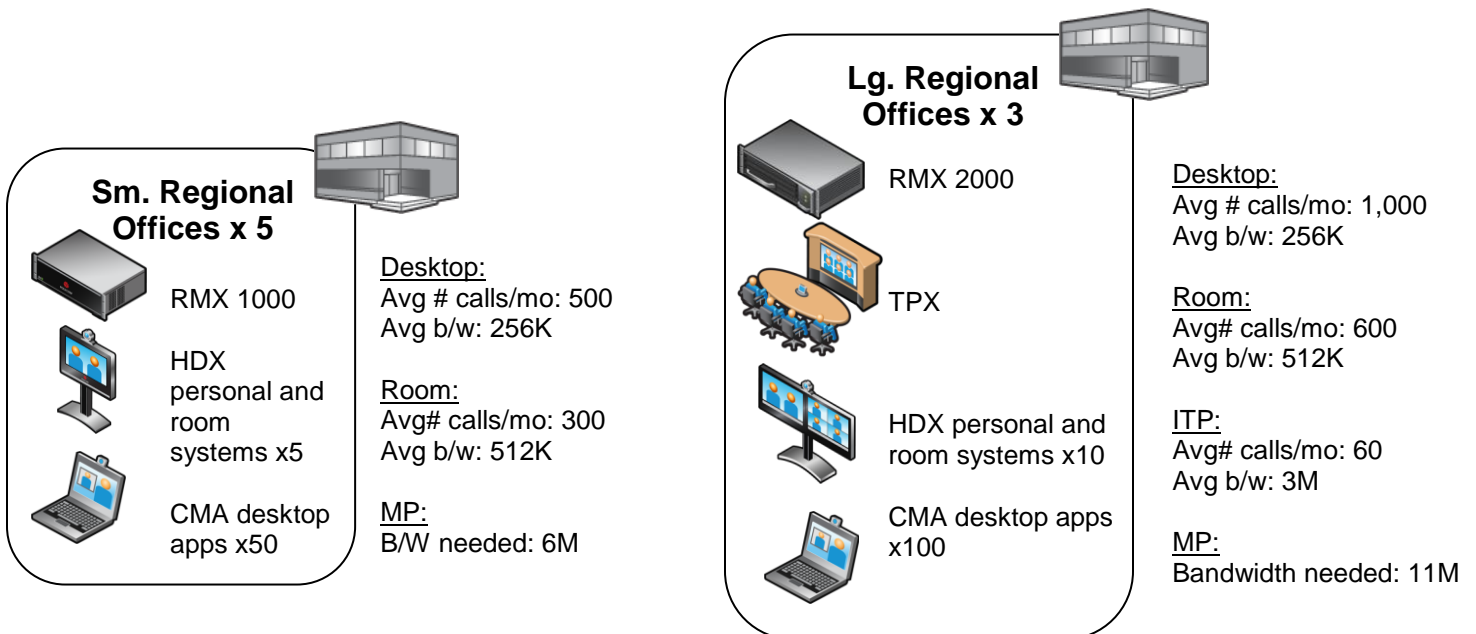 Sm. Regional
Offices x 5
RMX 1000
HDX
personal and
room
systems x5
CMA desktop
apps x50
Desktop:
Avg # calls/mo: 500
Avg b/w: 256K
Room:
Avg# calls/mo: 300
Avg b/w: 512K
MP:
B/W needed: 6M
Lg. Regional
Offices x 3
RMX 2000
TPX
HDX personal and
room systems x10
CMA desktop apps
x100
Desktop:
Avg # calls/mo: 1,000
Avg b/w: 256K
Room:
Avg# calls/mo: 600
Avg b/w: 512K
ITP:
Avg# calls/mo: 60
Avg b/w: 3M
MP:
Bandwidth needed: 11M